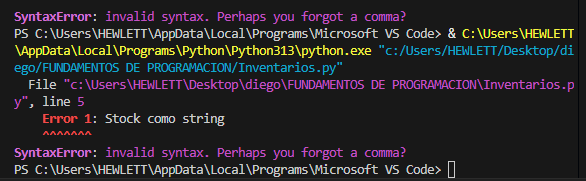 SyntaxError: invalid syntax. Perhaps you forgot a comma?
PS C:\Users\HEWLETT\AppData\Local\Programs\Microsoft VS Code> & C:\Users\HEWLETT
\AppData\Local\Programs\Python\Python313\python.exe "c:/Users/HEWLETT/Desktop/di
ego/FUNDAMENTOS DE PROGRAMACION/Inventarios.py"
  File "c:\Users\HEWLETT\Desktop\diego\FUNDAMENTOS DE PROGRAMACION\Inventarios.p
y", line 5
    Error 1: Stock como string
    ^^^^^^^
SyntaxError: invalid syntax. Perhaps you forgot a comma?
PS C:\Users\HEWLETT\AppData\Local\Programs\Microsoft VS Code>